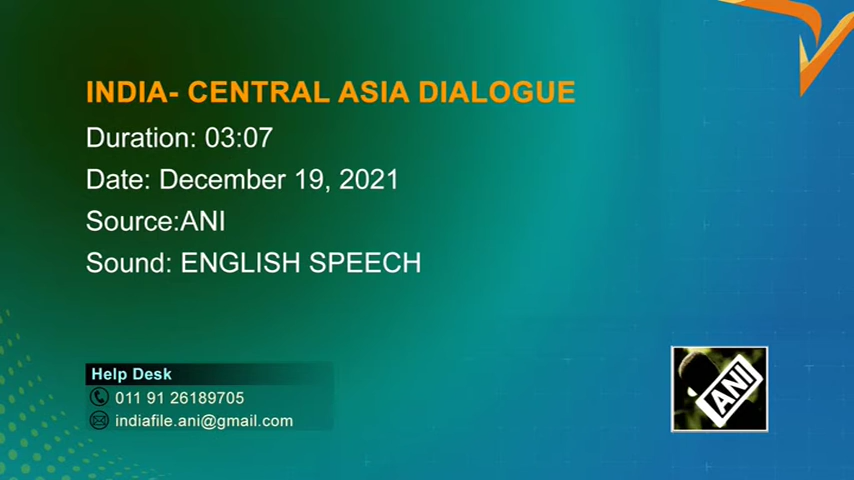 INDIA- CENTRAL ASIA DIALOGUE
Duration: 03:07
Date: December 19, 2021
Source:ANI
Sound: ENGLISH SPEECH
Help Desk
011 91 26189705
indiafile.ani@gmail.com
ANI